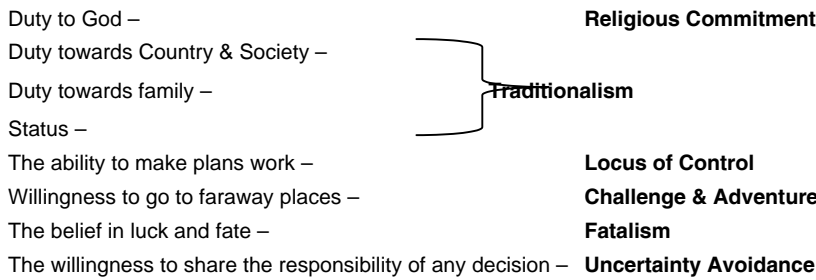 Duty to God – Religious Commitment
Duty towards Country & Society –
Duty towards family – Traditionalism
Status –
The ability to make plans work – Locus of Control
Willingness to go to faraway places – Challenge & Adventure
The belief in luck and fate – Fatalism
The willingness to share the responsibility of any decision – Uncertainty Avoidance